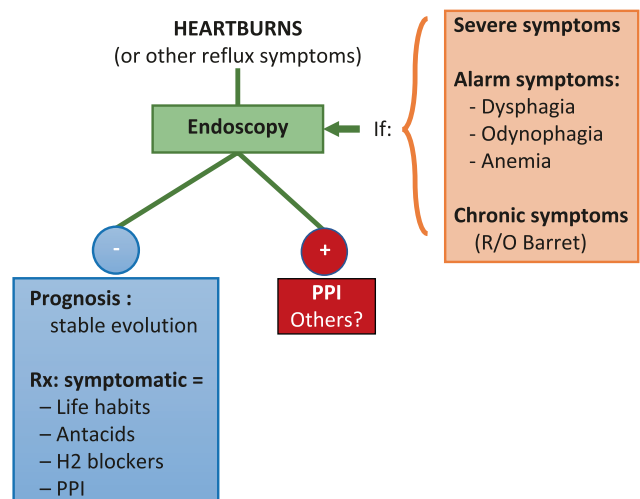 HEARTBURNS
(or other reflux symptoms)
Endoscopy
If:
Severe symptoms
Alarm symptoms:
- Dysphagia
- Odynophagia
- Anemia
Chronic symptoms
(R/O Barret)
-
+
Prognosis :
stable evolution
Rx: symptomatic =
– Life habits
– Antacids
– H2 blockers
– PPI
PPI
Others?